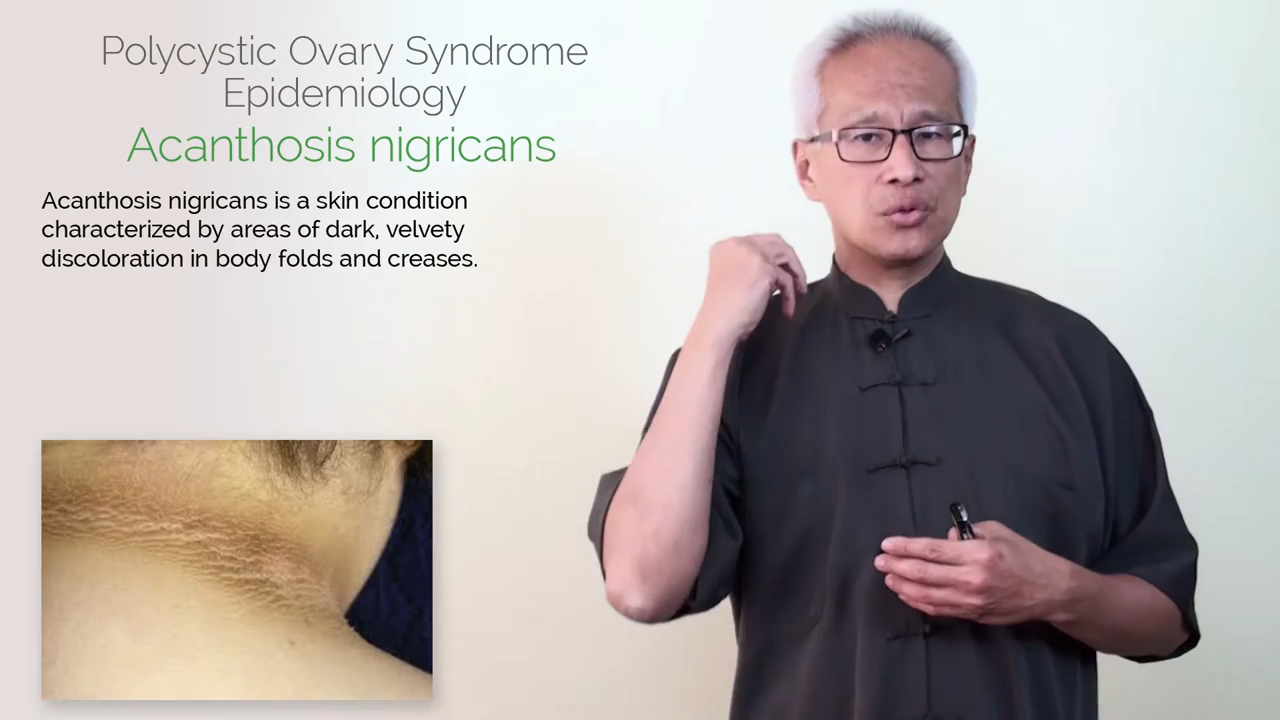 Polycystic Ovary Syndrome
Epidemiology
Acanthosis nigricans
Acanthosis nigricans is a skin condition
characterized by areas of dark, velvety
discoloration in body folds and creases.